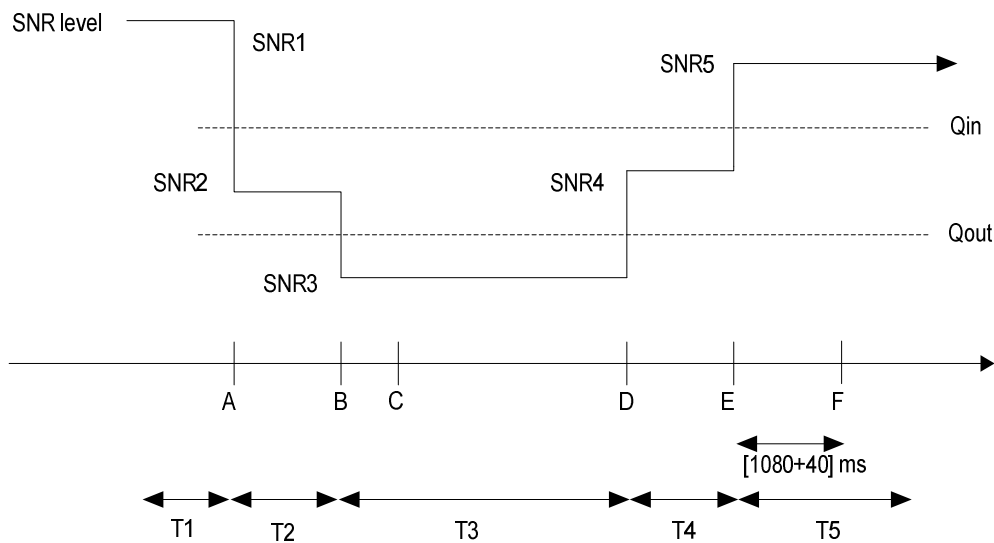 SNR level
SNR1
SNR5
Qin
SNR2
SNR4
Qout
SNR3
A
B
C
D
E
F
[1080+40] ms
T1
T2
T3
T4
T5